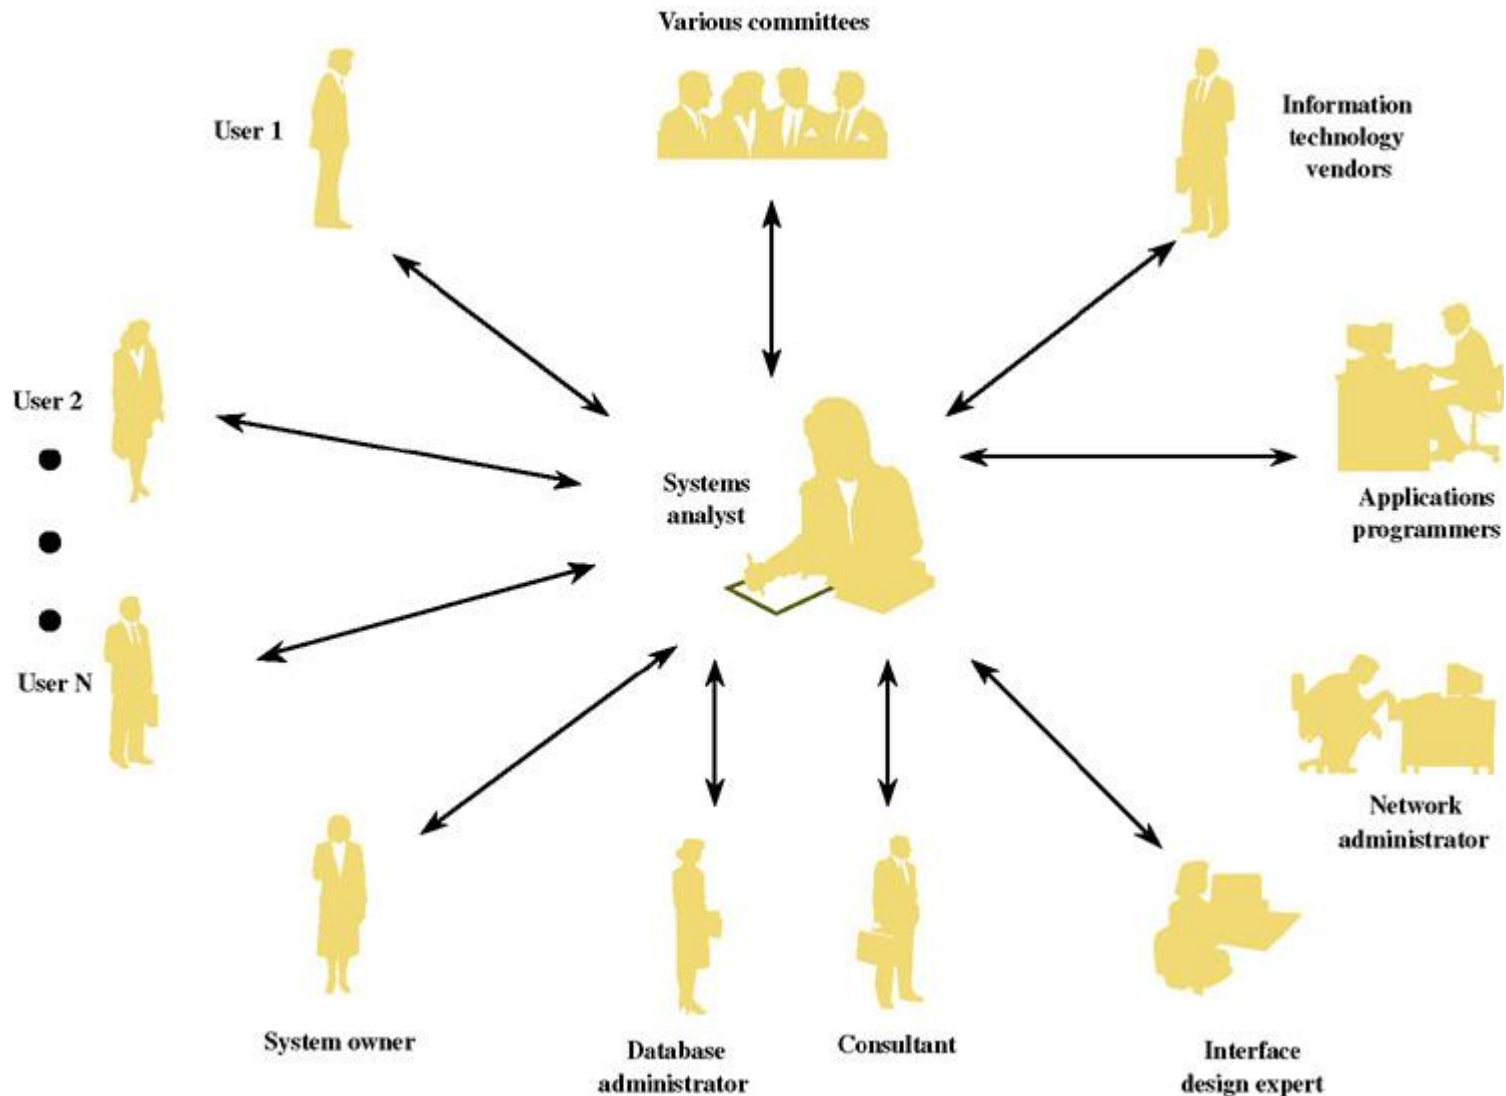 Various committees
User 1
Information
technology
vendors
User 2
Systems
analyst
Applications
programmers
User N
Network
administrator
System owner
Database
administrator
Consultant
Interface
design expert